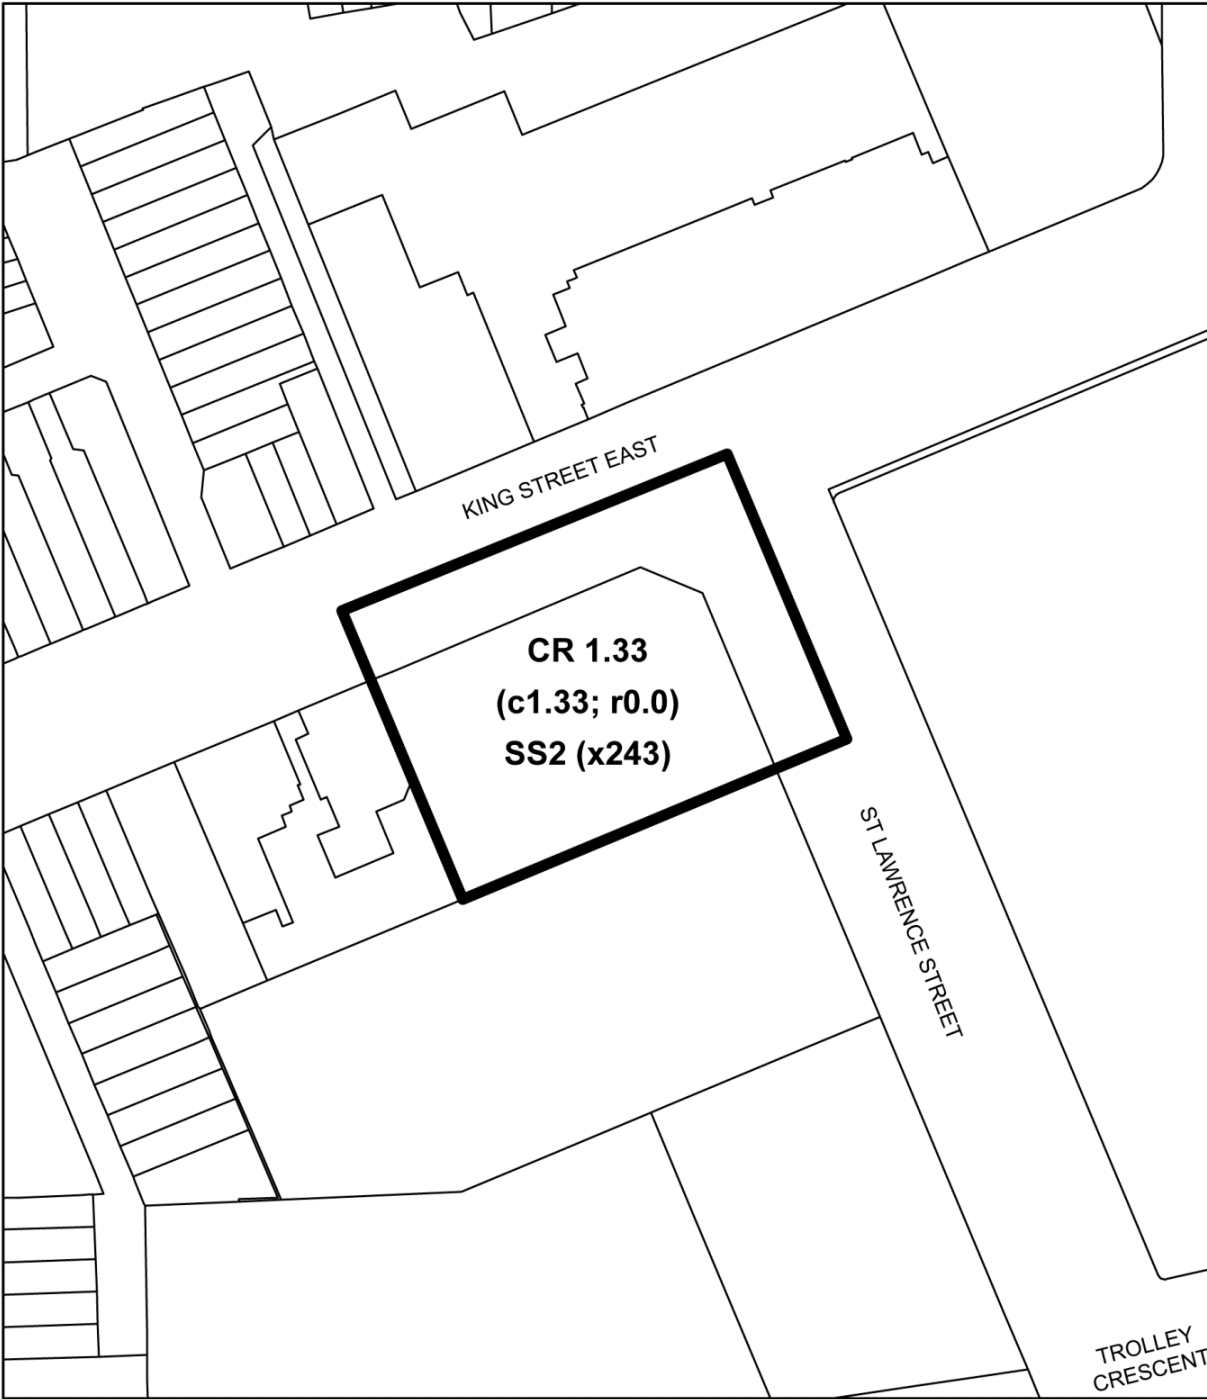 KING STREET EAST
CR 1.33
(c1.33; r0.0)
SS2 (x243)
ST LAWRENCE STREET
TROLLEY
CRESCENT